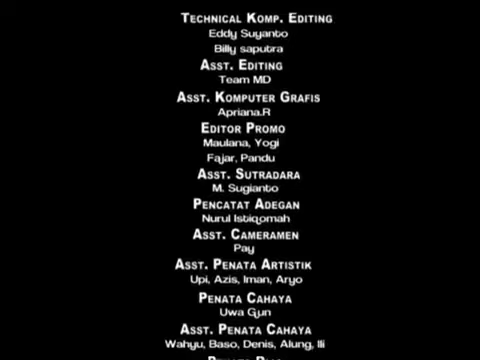 TECHNICAL KOMP. EDITING
Eddy Suyanto
Billy saputra
ASST. EDITING
Team MD
ASST. KOMPUTER GRAFIS
Apriana.R
EDITOR PROMO
Maulana, Yogi
Fajar, Pandu
ASST. SUTRADARA
M. Sugianto
PENCATAT ADEGAN
Nurul Istiqomah
ASST. CAMERAMEN
Pay
ASST. PENATA ARTISTIK
Upi, Azis, Iman, Aryo
PENATA CAHAYA
Uwa Gun
ASST. PENATA CAHAYA
Wahyu, Baso, Denis, Alung, Ili